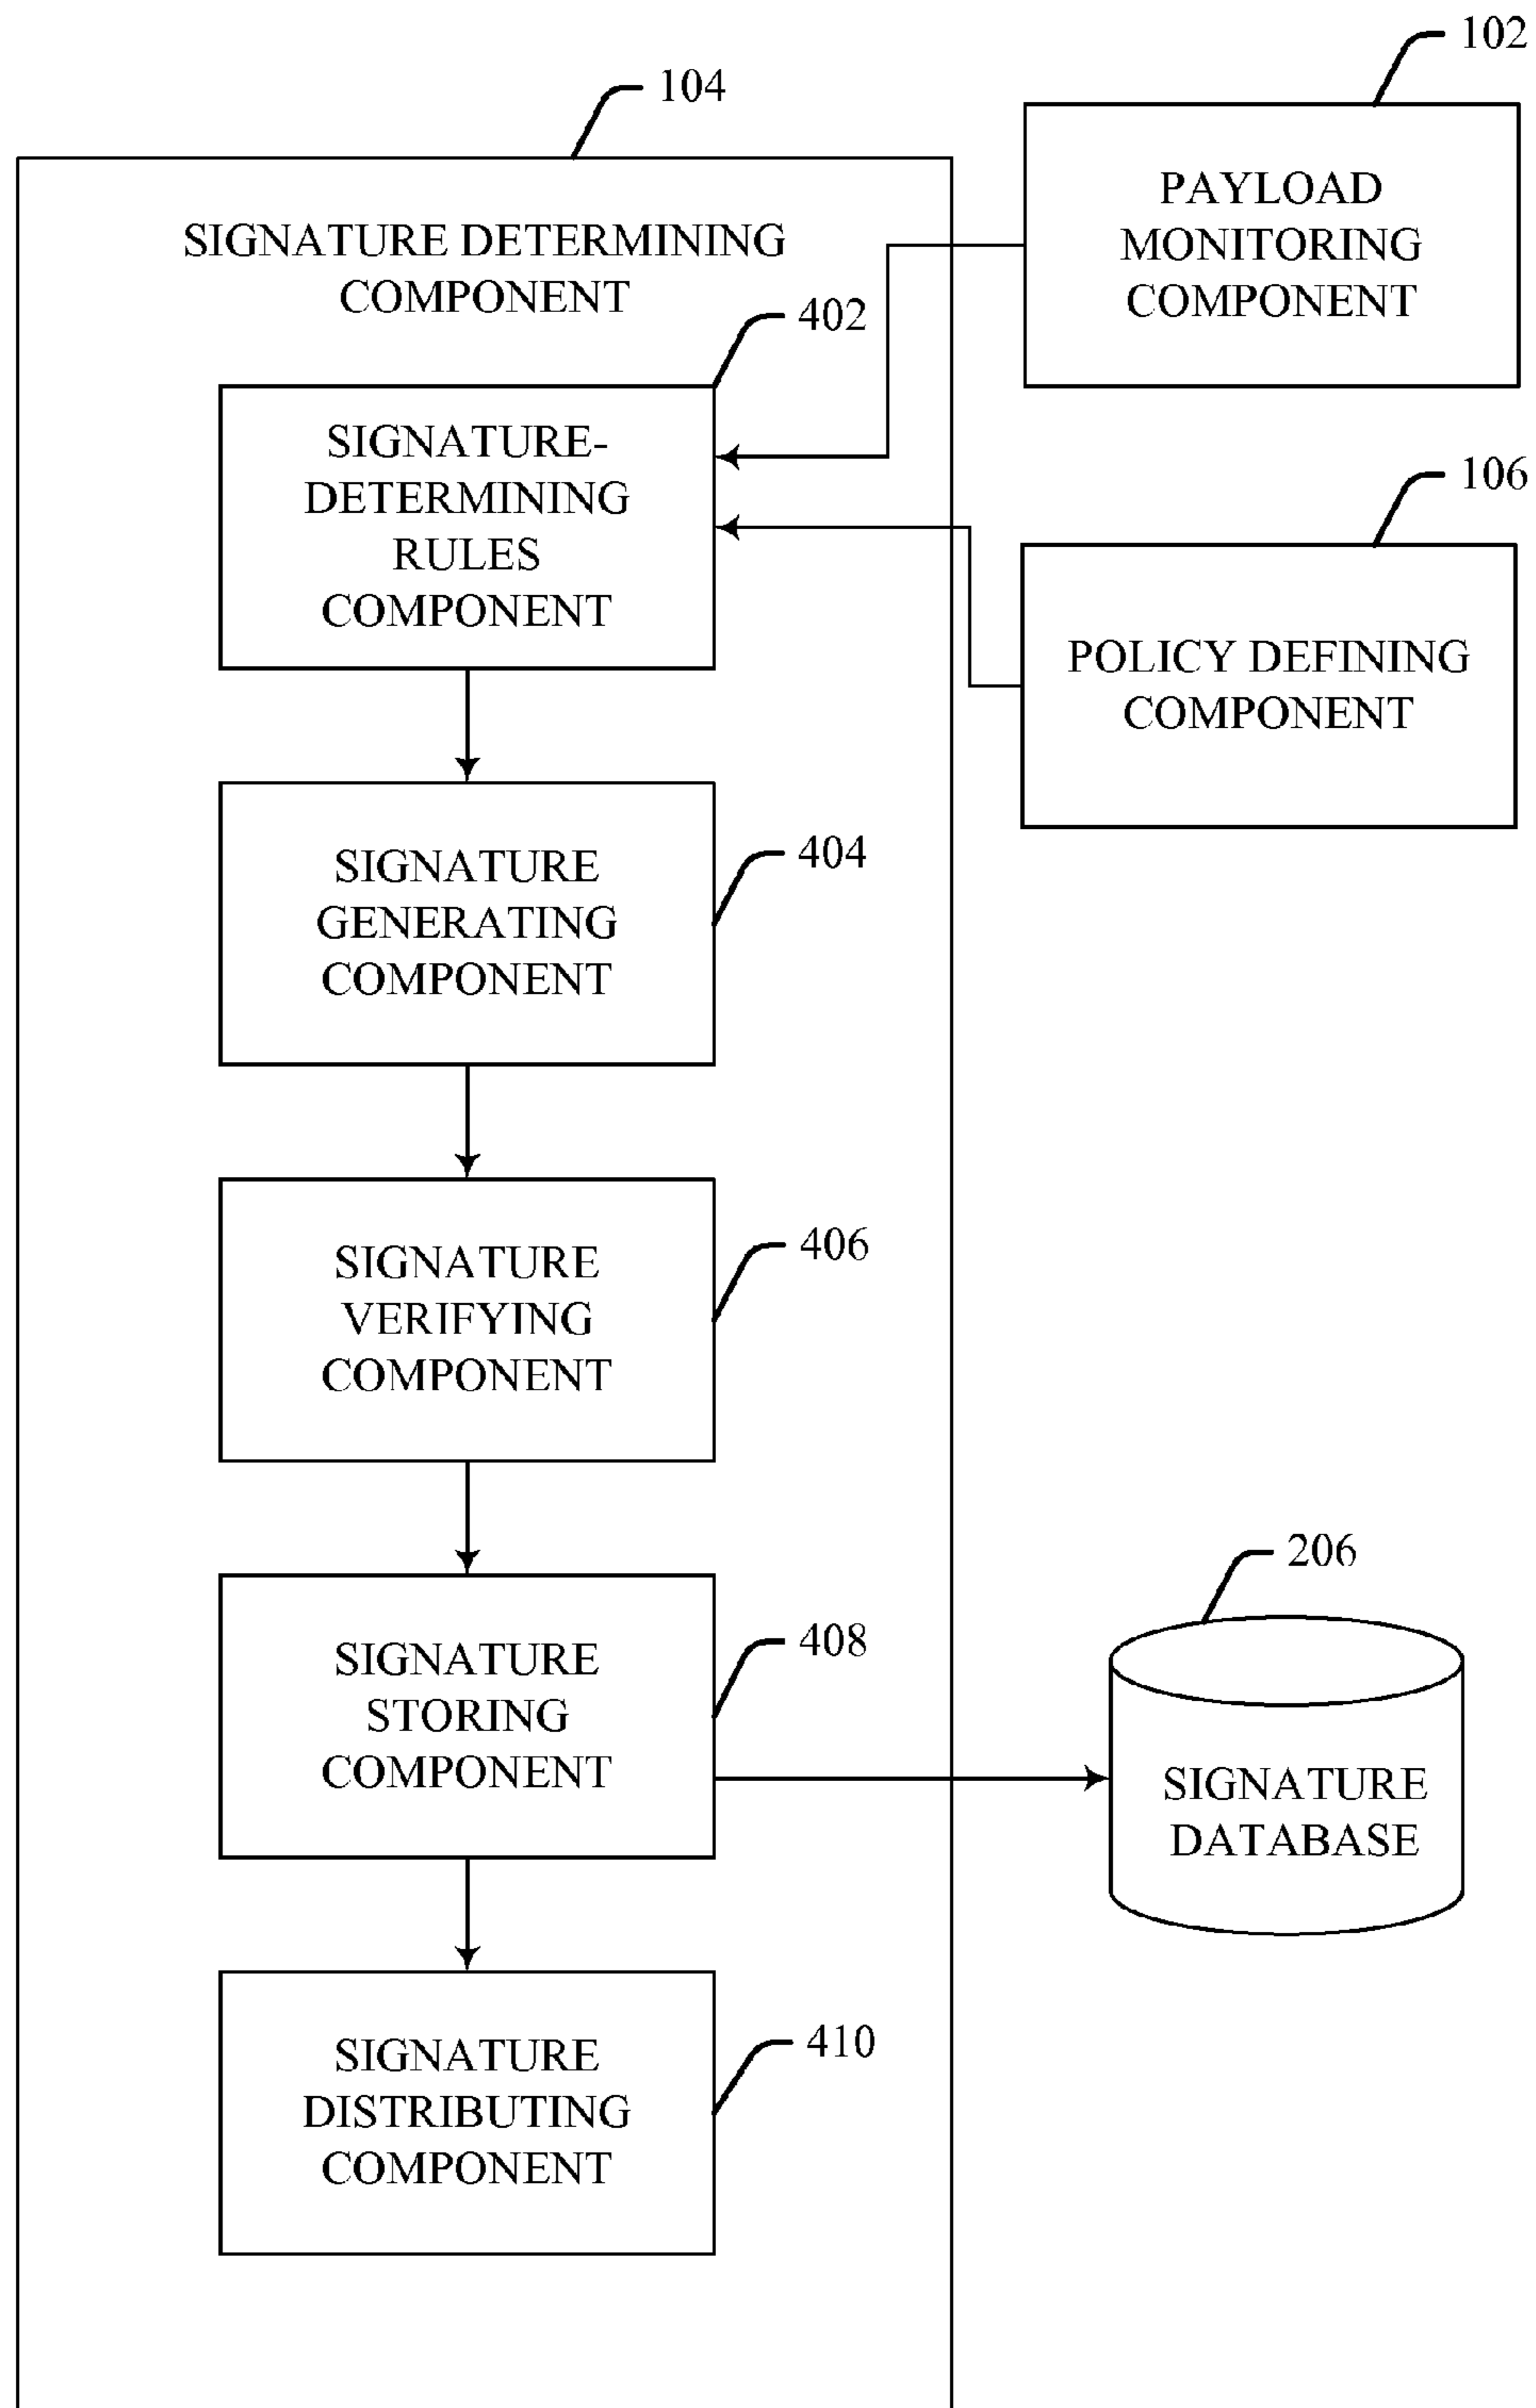 102
104
PAYLOAD
MONITORING
COMPONENT
SIGNATURE DETERMINING
COMPONENT
402
SIGNATURE-
DETERMINING
RULES
COMPONENT
106
POLICY DEFINING
COMPONENT
404
SIGNATURE
GENERATING
COMPONENT
406
SIGNATURE
VERIFYING
COMPONENT
206
408
SIGNATURE
STORING
COMPONENT
SIGNATURE
DATABASE
410
SIGNATURE
DISTRIBUTING
COMPONENT